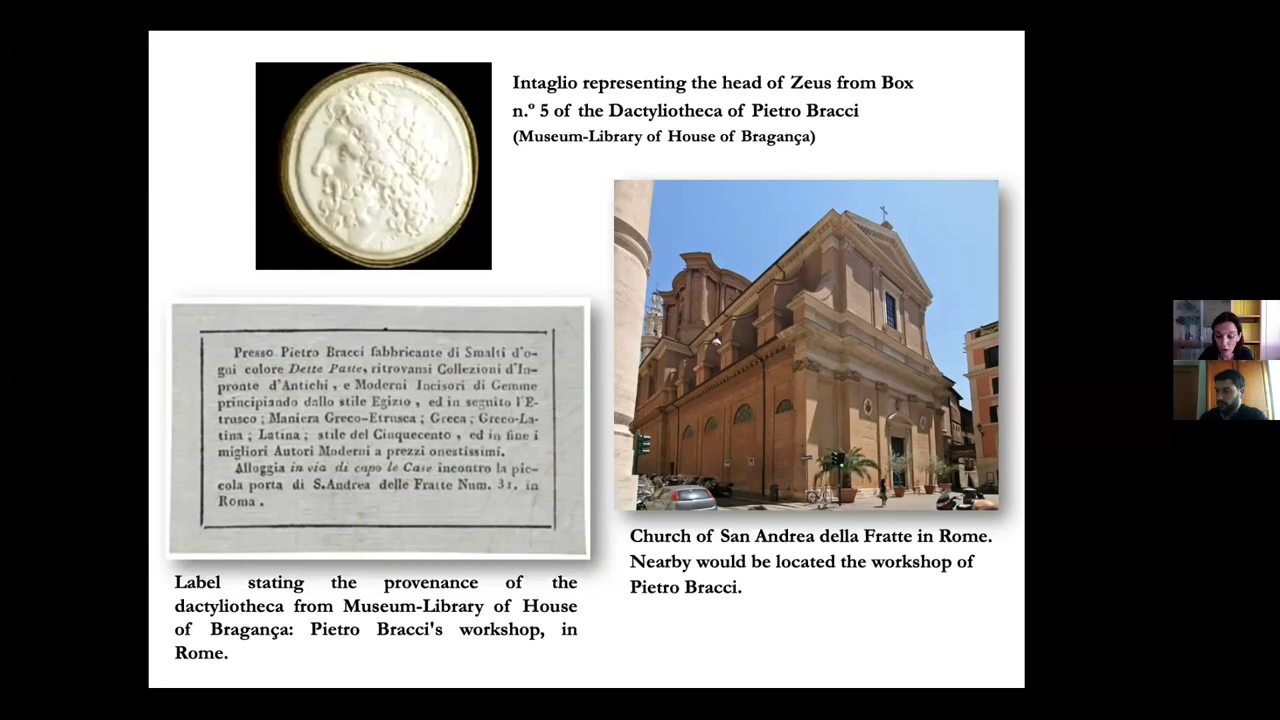 Intaglio representing the head of Zeus from Box
n.º 5 of the Dactyliotheca of Pietro Bracci
(Museum-Library of House of Bragança)
Presso Pietro Bracci fabbricante di Smalti d'o-
gni colore Dette Paste, ritrovansi Collezioni d'Im-
pronte d'Antichi, e Moderni Incisori di Gemme
principiando dallo stile Egizio, ed in seguito l'E-
trusco; Maniera Greco-Etrusca; Greca; Greco-La-
tina; Latina; stile del Cinquecento, ed in fine i
migliori Autori Moderni a prezzi onestissimi.
Alloggia in via di capo le Case incontro la pic-
cola porta di S.Andrea delle Fratte Num. 31. in
Roma.
Label stating the provenance of the
dactyliotheca from Museum-Library of House
of Bragança: Pietro Bracci's workshop, in
Rome.
Church of San Andrea della Fratte in Rome.
Nearby would be located the workshop of
Pietro Bracci.